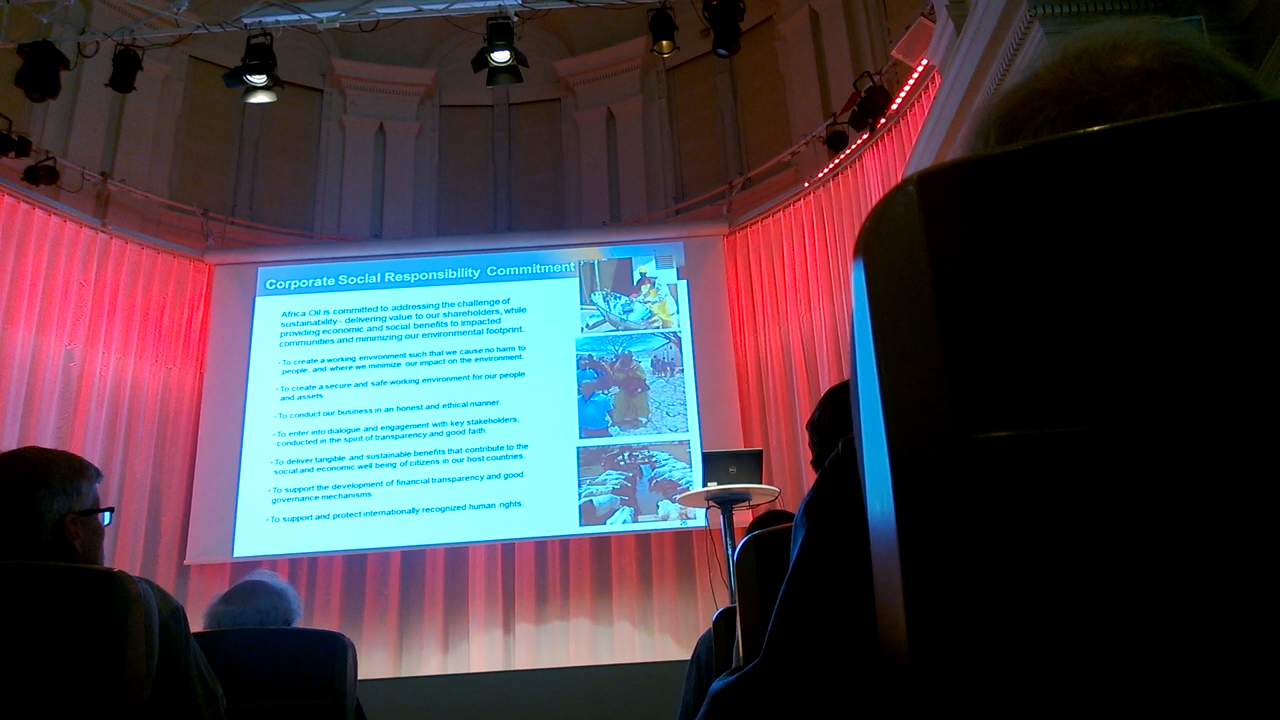 Corporate Social Responsibility Commitment
Africa Oil is committed to addressing the challenge of
sustainability - delivering value to our shareholders, while
providing economic and social benefits to impacted
communities and minimizing our environmental footprint.
- To create a working environment such that we cause no harm to
people, and where we minimize our impact on the environment.
- To create a secure and safe working environment for our people
and assets
- To conduct our business in an honest and ethical manner.
- To enter into dialogue and engagement with key stakeholders,
conducted in the spirit of transparency and good faith.
- To deliver tangible and sustainable benefits that contribute to the
social and economic well being of citizens in our host countries.
- To support the development of financial transparency and good
governance mechanisms
- To support and protect internationally recognized human rights.
26